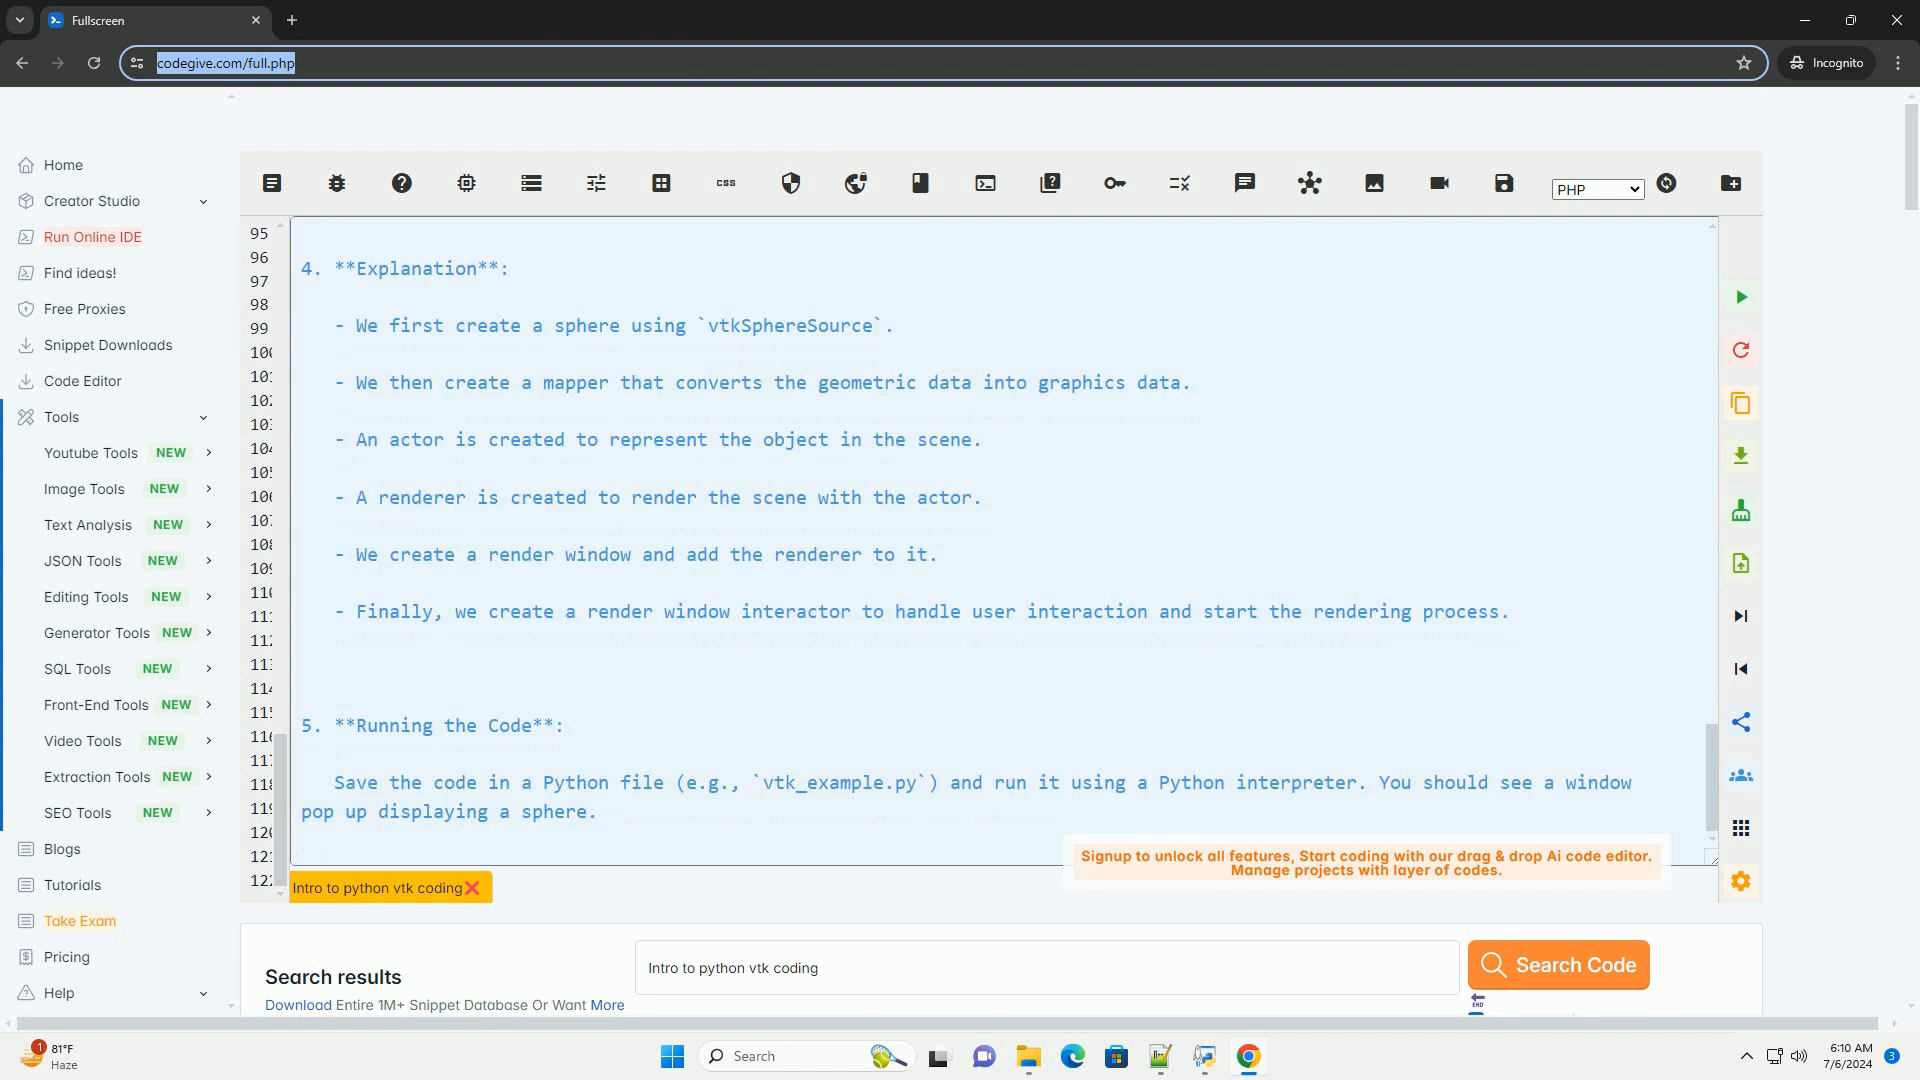 Fullscreen
codegive.com/full.php
Incognito
Home
Creator Studio
Run Online IDE
Find ideas!
Free Proxies
Snippet Downloads
Code Editor
Tools
Youtube Tools NEW
Image Tools NEW
Text Analysis NEW
JSON Tools NEW
Editing Tools NEW
Generator Tools NEW
SQL Tools NEW
Front-End Tools NEW
Video Tools NEW
Extraction Tools NEW
SEO Tools NEW
Blogs
Tutorials
Take Exam
Pricing
Help
css
PHP
95
96
97
98
99
4. **Explanation**:
- We first create a sphere using `vtkSphereSource`.
- We then create a mapper that converts the geometric data into graphics data.
- An actor is created to represent the object in the scene.
- A renderer is created to render the scene with the actor.
- We create a render window and add the renderer to it.
- Finally, we create a render window interactor to handle user interaction and start the rendering process.
5. **Running the Code**:
Save the code in a Python file (e.g., `vtk_example.py`) and run it using a Python interpreter. You should see a window
pop up displaying a sphere.
Signup to unlock all features, Start coding with our drag & drop Ai code editor.
Manage projects with layer of codes.
Intro to python vtk coding
Search results
Download Entire 1M+ Snippet Database Or Want More
Intro to python vtk coding
Search Code
END
1
81°F
Haze
Search
6:10 AM
7/6/2024
3